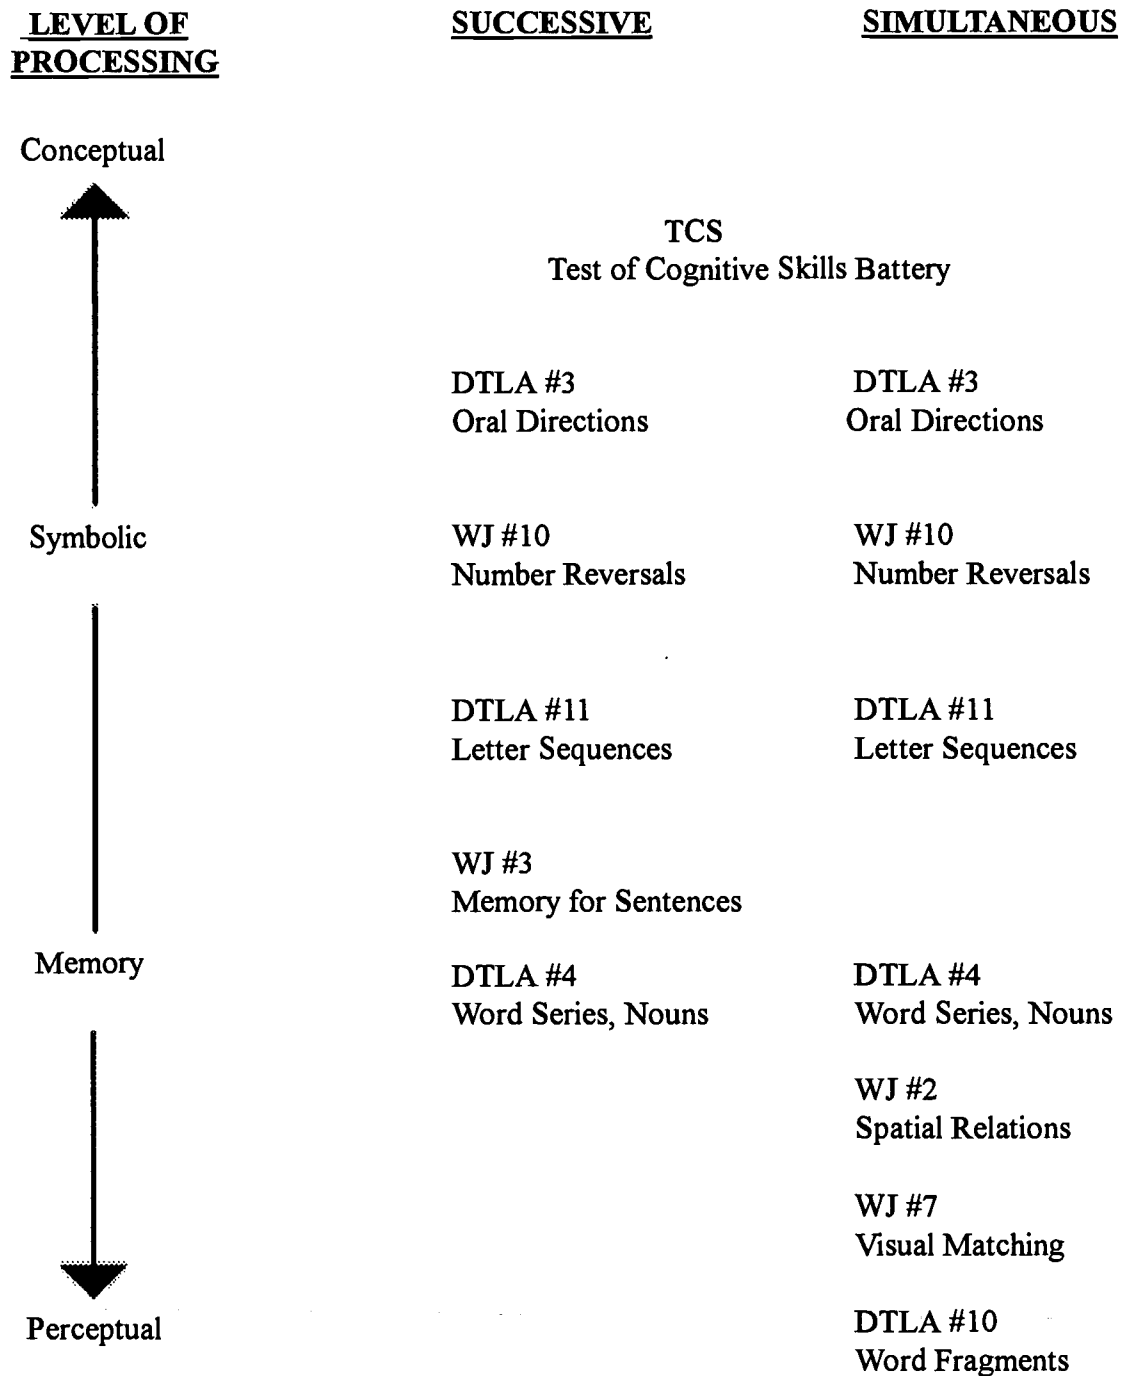 LEVEL OF PROCESSING SUCCESSIVE SIMULTANEOUS
Conceptual
TCS
Test of Cognitive Skills Battery
DTLA #3 DTLA #3
Oral Directions Oral Directions
Symbolic WJ #10 WJ #10
Number Reversals Number Reversals
DTLA #11 DTLA #11
Letter Sequences Letter Sequences
WJ #3
Memory for Sentences
Memory DTLA #4 DTLA #4
Word Series, Nouns Word Series, Nouns
WJ #2
Spatial Relations
WJ #7
Visual Matching
Perceptual DTLA #10
Word Fragments